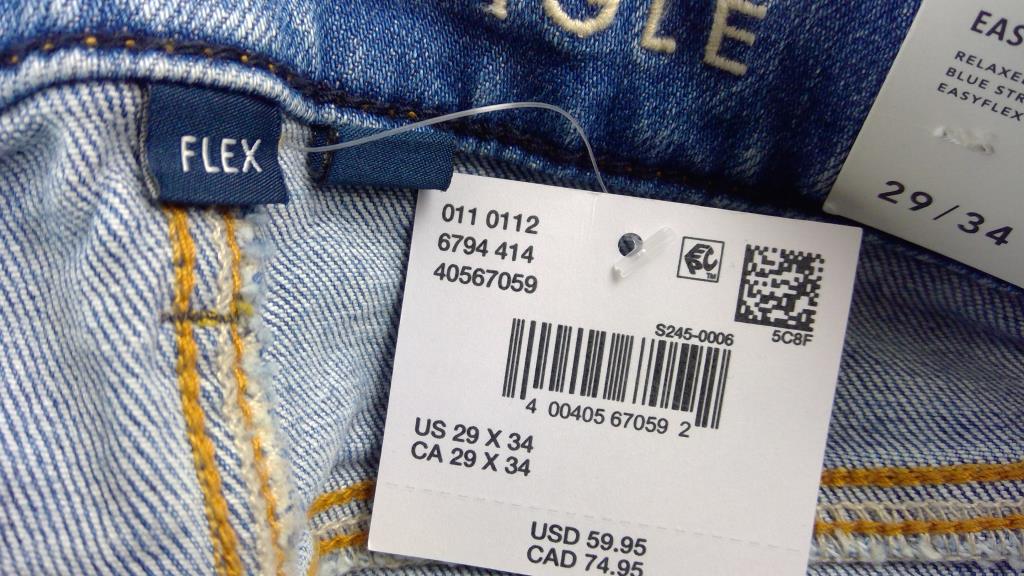 FLEX
EAS
RELAXE
BLUE STR
EASYFLEX
29/34
011 0112
6794 414
40567059
5C8F
S245-0006
4 00405 67059 2
US 29 X 34
CA 29 X 34
USD 59.95
CAD 74.95